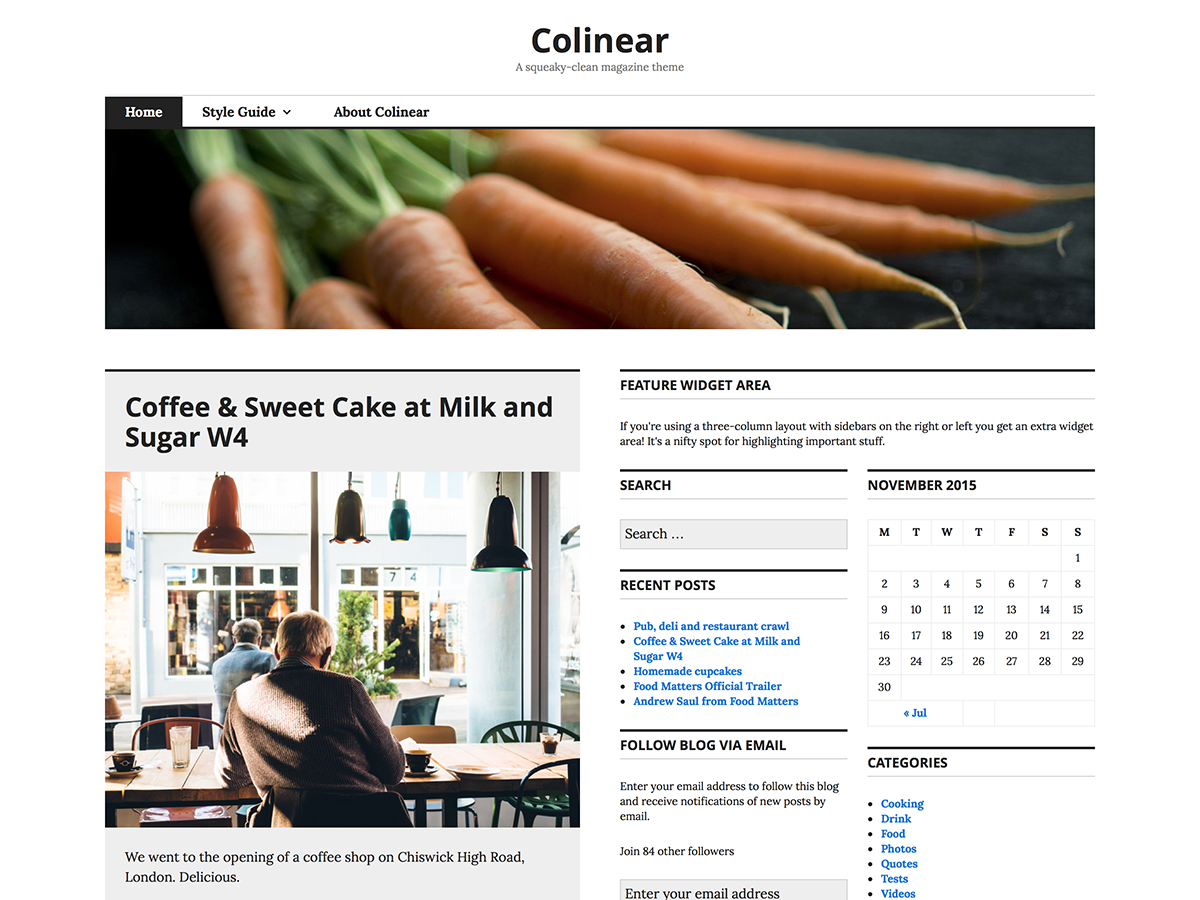 Colinear
A squeaky-clean magazine theme
Home Style Guide About Colinear
Coffee & Sweet Cake at Milk and
Sugar W4
7 4
We went to the opening of a coffee shop on Chiswick High Road,
London. Delicious.
FEATURE WIDGET AREA
If you're using a three-column layout with sidebars on the right or left you get an extra widget
area! It's a nifty spot for highlighting important stuff.
SEARCH
Search …
RECENT POSTS
• Pub, deli and restaurant crawl
• Coffee & Sweet Cake at Milk and
Sugar W4
• Homemade cupcakes
• Food Matters Official Trailer
• Andrew Saul from Food Matters
FOLLOW BLOG VIA EMAIL
Enter your email address to follow this blog
and receive notifications of new posts by
email.
Join 84 other followers
Enter your email address
NOVEMBER 2015
M T W T F S S
1
2 3 4 5 6 7 8
9 10 11 12 13 14 15
16 17 18 19 20 21 22
23 24 25 26 27 28 29
30
« Jul
CATEGORIES
• Cooking
• Drink
• Food
• Photos
• Quotes
• Tests
• Videos